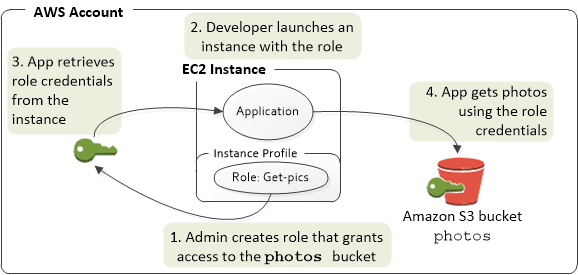 AWS Account
2. Developer launches an
instance with the role
3. App retrieves
role credentials
from the
instance
EC2 Instance
Application
4. App gets photos
using the role
credentials
Instance Profile
Role: Get-pics
Amazon S3 bucket
photos
1. Admin creates role that grants
access to the photos bucket